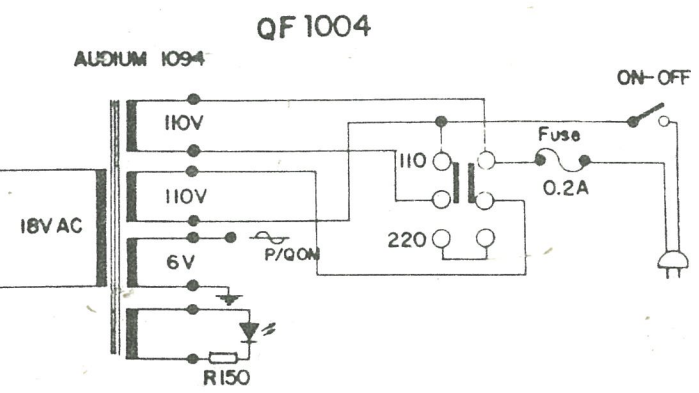 QF 1004
AUDIUM 1094
ON-OFF
110V
Fuse
110
0.2A
110V
18V AC
220
P/QON
6V
R150